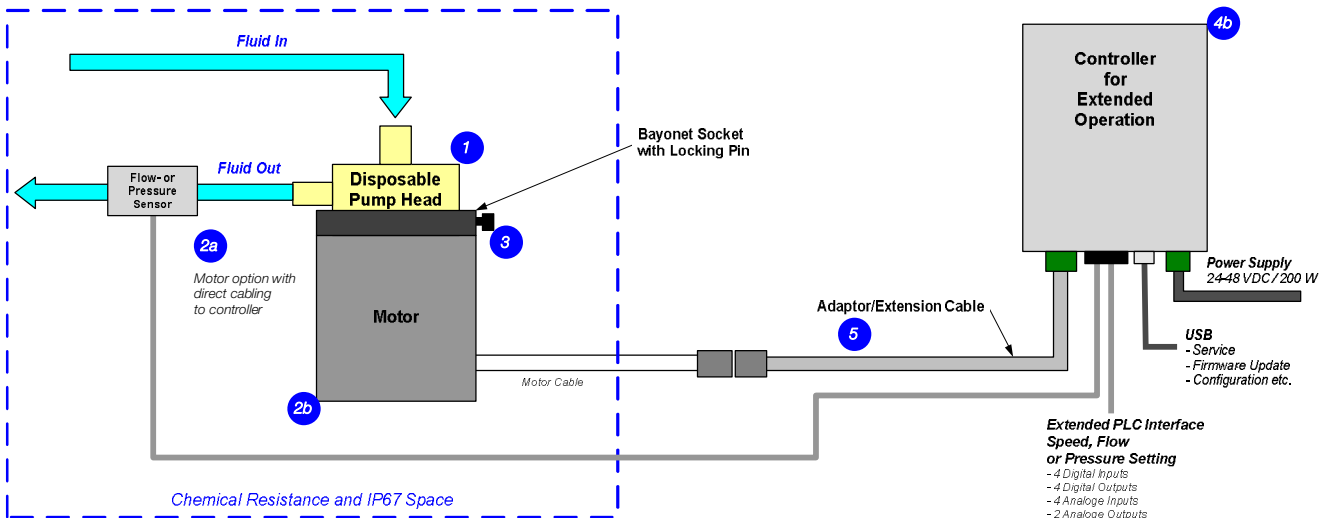 Fluid In
1
Disposable
Pump Head
Fluid Out
Flow- or
Pressure
Sensor
2a
Motor option with
direct cabling
to controller
Bayonet Socket
with Locking Pin
3
Motor
2b
Motor Cable
Chemical Resistance and IP67 Space
5
Adaptor/Extension Cable
4b
Controller
for
Extended
Operation
Power Supply
24-48 VDC / 200 W
USB
- Service
- Firmware Update
- Configuration etc.
Extended PLC Interface
Speed, Flow
or Pressure Setting
- 4 Digital Inputs
- 4 Digital Outputs
- 4 Analoge Inputs
- 2 Analoge Outputs